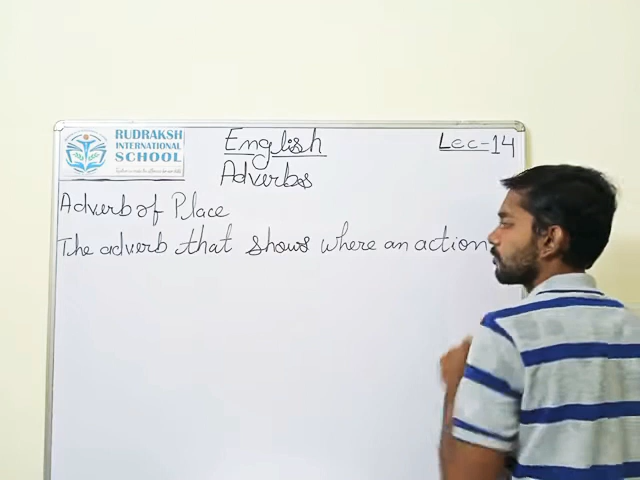 RUDRAKSH
INTERNATIONAL
SCHOOL
English
Lec-14
Adverbs
Adverb of Place
The adverb that shows where an action